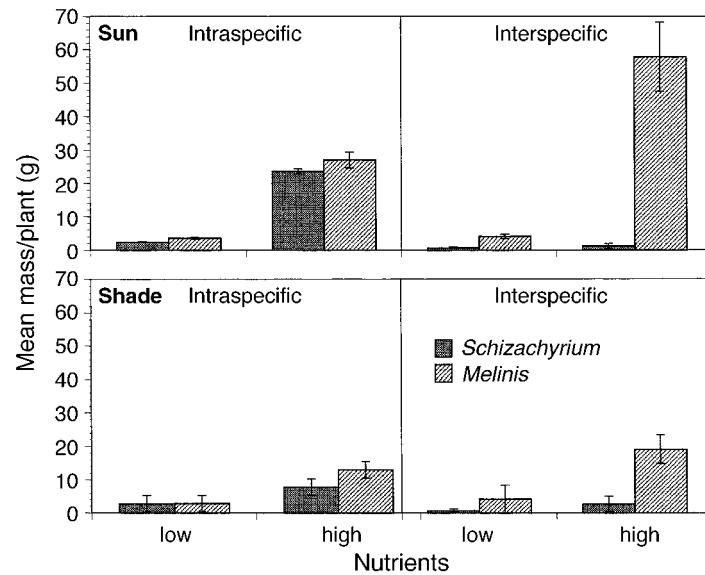 70
60
50
40
30
20
10
0
Sun
Intraspecific
Interspecific
70
60
50
40
30
20
10
0
Shade
Intraspecific
Interspecific
Schizachyrium
Melinis
low
high
low
high
Nutrients
Mean mass/plant (g)